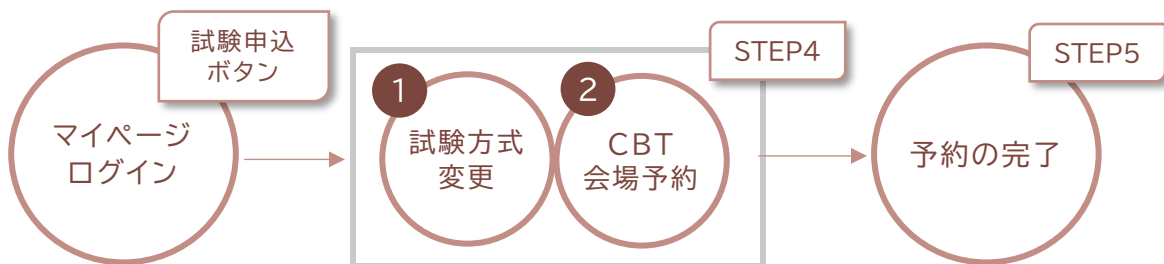 試験申込
ボタン
マイページ
ログイン
STEP4
1
試験方式
変更
2
CBT
会場予約
STEP5
予約の完了